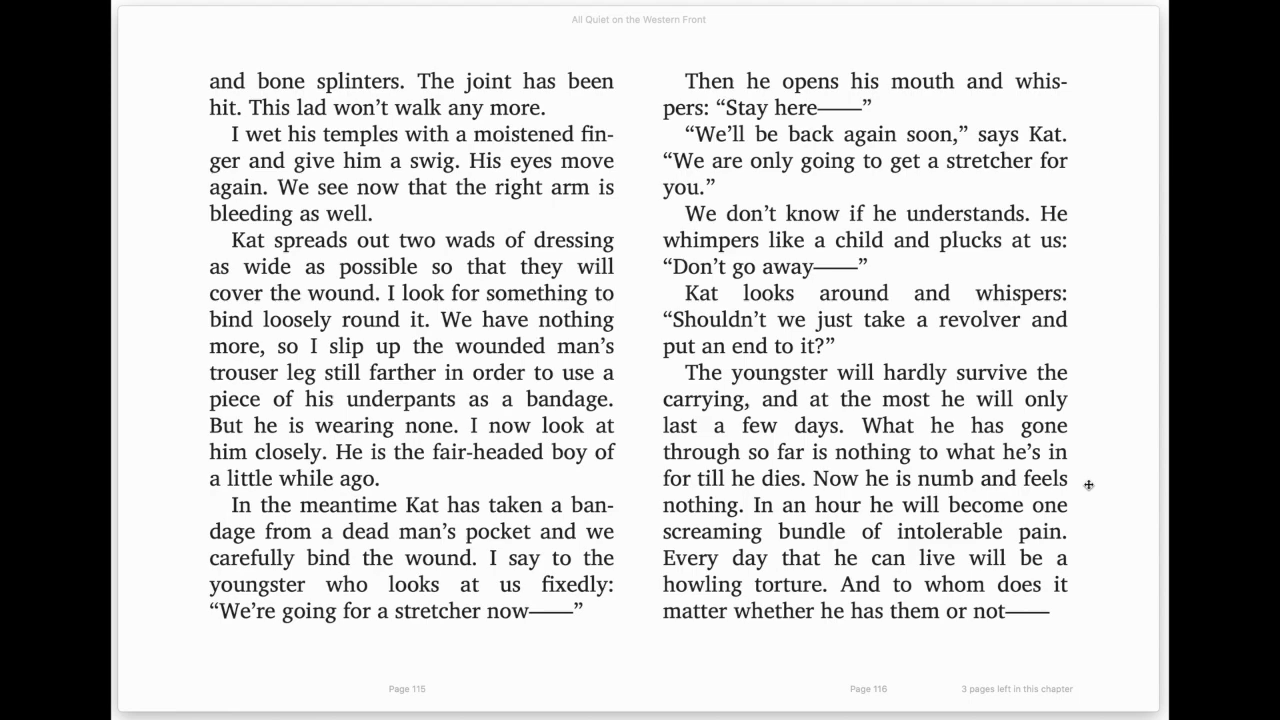 All Quiet on the Western Front
and bone splinters. The joint has been
hit. This lad won’t walk any more.
I wet his temples with a moistened fin-
ger and give him a swig. His eyes move
again. We see now that the right arm is
bleeding as well.
Kat spreads out two wads of dressing
as wide as possible so that they will
cover the wound. I look for something to
bind loosely round it. We have nothing
more, so I slip up the wounded man’s
trouser leg still farther in order to use a
piece of his underpants as a bandage.
But he is wearing none. I now look at
him closely. He is the fair-headed boy of
a little while ago.
In the meantime Kat has taken a ban-
dage from a dead man’s pocket and we
carefully bind the wound. I say to the
youngster who looks at us fixedly:
“We’re going for a stretcher now——”
Then he opens his mouth and whis-
pers: “Stay here——”
“We’ll be back again soon,” says Kat.
“We are only going to get a stretcher for
you.”
We don’t know if he understands. He
whimpers like a child and plucks at us:
“Don’t go away——”
Kat looks around and whispers:
“Shouldn’t we just take a revolver and
put an end to it?”
The youngster will hardly survive the
carrying, and at the most he will only
last a few days. What he has gone
through so far is nothing to what he’s in
for till he dies. Now he is numb and feels
nothing. In an hour he will become one
screaming bundle of intolerable pain.
Every day that he can live will be a
howling torture. And to whom does it
matter whether he has them or not——
Page 115
Page 116
3 pages left in this chapter